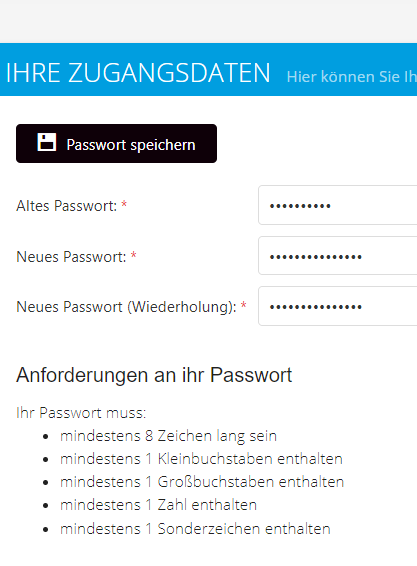 IHRE ZUGANGSDATEN Hier können Sie Ih
Passwort speichern
Altes Passwort: * ••••••••••
Neues Passwort: * •••••••••••••••
Neues Passwort (Wiederholung): * •••••••••••••••
Anforderungen an ihr Passwort
Ihr Passwort muss:
• mindestens 8 Zeichen lang sein
• mindestens 1 Kleinbuchstaben enthalten
• mindestens 1 Großbuchstaben enthalten
• mindestens 1 Zahl enthalten
• mindestens 1 Sonderzeichen enthalten